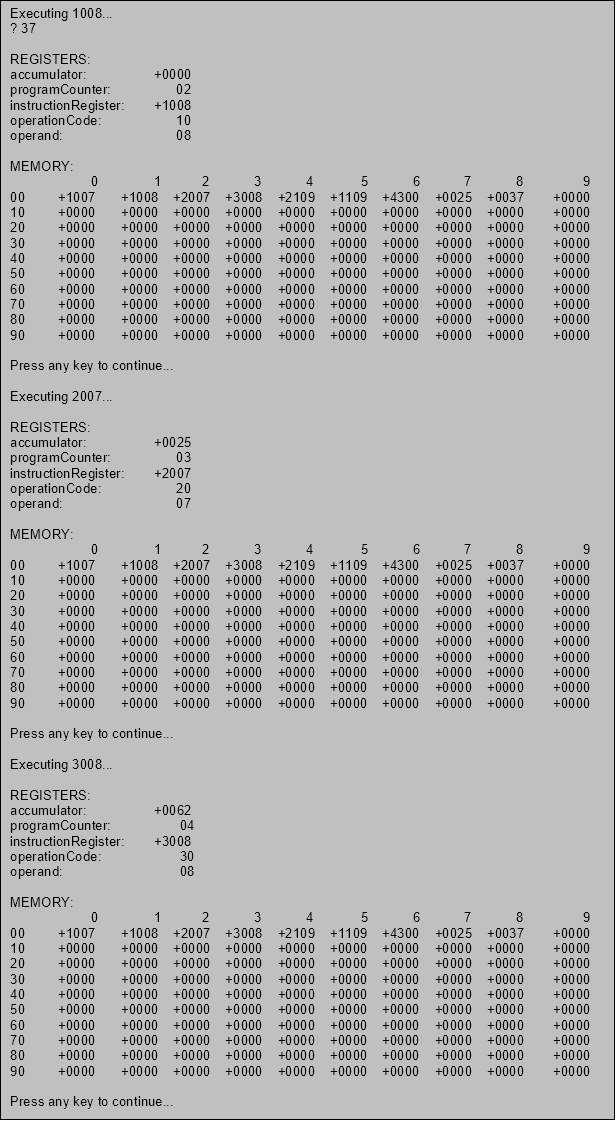 Executing 1008...
? 37
REGISTERS:
accumulator: +0000
programCounter: 02
instructionRegister: +1008
operationCode: 10
operand: 08
MEMORY:
0 1 2 3 4 5 6 7 8 9
00 +1007 +1008 +2007 +3008 +2109 +1109 +4300 +0025 +0037 +0000
10 +0000 +0000 +0000 +0000 +0000 +0000 +0000 +0000 +0000 +0000
20 +0000 +0000 +0000 +0000 +0000 +0000 +0000 +0000 +0000 +0000
30 +0000 +0000 +0000 +0000 +0000 +0000 +0000 +0000 +0000 +0000
40 +0000 +0000 +0000 +0000 +0000 +0000 +0000 +0000 +0000 +0000
50 +0000 +0000 +0000 +0000 +0000 +0000 +0000 +0000 +0000 +0000
60 +0000 +0000 +0000 +0000 +0000 +0000 +0000 +0000 +0000 +0000
70 +0000 +0000 +0000 +0000 +0000 +0000 +0000 +0000 +0000 +0000
80 +0000 +0000 +0000 +0000 +0000 +0000 +0000 +0000 +0000 +0000
90 +0000 +0000 +0000 +0000 +0000 +0000 +0000 +0000 +0000 +0000
Press any key to continue...
Executing 2007...
REGISTERS:
accumulator: +0025
programCounter: 03
instructionRegister: +2007
operationCode: 20
operand: 07
MEMORY:
0 1 2 3 4 5 6 7 8 9
00 +1007 +1008 +2007 +3008 +2109 +1109 +4300 +0025 +0037 +0000
10 +0000 +0000 +0000 +0000 +0000 +0000 +0000 +0000 +0000 +0000
20 +0000 +0000 +0000 +0000 +0000 +0000 +0000 +0000 +0000 +0000
30 +0000 +0000 +0000 +0000 +0000 +0000 +0000 +0000 +0000 +0000
40 +0000 +0000 +0000 +0000 +0000 +0000 +0000 +0000 +0000 +0000
50 +0000 +0000 +0000 +0000 +0000 +0000 +0000 +0000 +0000 +0000
60 +0000 +0000 +0000 +0000 +0000 +0000 +0000 +0000 +0000 +0000
70 +0000 +0000 +0000 +0000 +0000 +0000 +0000 +0000 +0000 +0000
80 +0000 +0000 +0000 +0000 +0000 +0000 +0000 +0000 +0000 +0000
90 +0000 +0000 +0000 +0000 +0000 +0000 +0000 +0000 +0000 +0000
Press any key to continue...
Executing 3008...
REGISTERS:
accumulator: +0062
programCounter: 04
instructionRegister: +3008
operationCode: 30
operand: 08
MEMORY:
0 1 2 3 4 5 6 7 8 9
00 +1007 +1008 +2007 +3008 +2109 +1109 +4300 +0025 +0037 +0000
10 +0000 +0000 +0000 +0000 +0000 +0000 +0000 +0000 +0000 +0000
20 +0000 +0000 +0000 +0000 +0000 +0000 +0000 +0000 +0000 +0000
30 +0000 +0000 +0000 +0000 +0000 +0000 +0000 +0000 +0000 +0000
40 +0000 +0000 +0000 +0000 +0000 +0000 +0000 +0000 +0000 +0000
50 +0000 +0000 +0000 +0000 +0000 +0000 +0000 +0000 +0000 +0000
60 +0000 +0000 +0000 +0000 +0000 +0000 +0000 +0000 +0000 +0000
70 +0000 +0000 +0000 +0000 +0000 +0000 +0000 +0000 +0000 +0000
80 +0000 +0000 +0000 +0000 +0000 +0000 +0000 +0000 +0000 +0000
90 +0000 +0000 +0000 +0000 +0000 +0000 +0000 +0000 +0000 +0000
Press any key to continue...